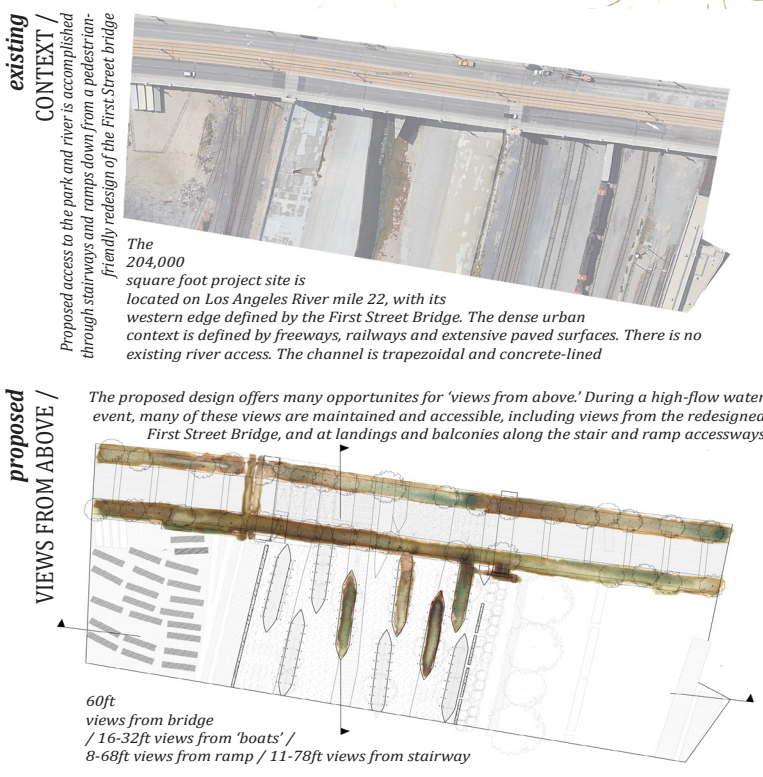 existing
CONTEXT /
Proposed access to the park and river is accomplished
through stairways and ramps down from a pedestrian-
friendly redesign of the First Street bridge
The
204,000
square foot project site is
located on Los Angeles River mile 22, with its
western edge defined by the First Street Bridge. The dense urban
context is defined by freeways, railways and extensive paved surfaces. There is no
existing river access. The channel is trapezoidal and concrete-lined
proposed
VIEWS FROM ABOVE /
The proposed design offers many opportunites for ‘views from above.’ During a high-flow water
event, many of these views are maintained and accessible, including views from the redesigned
First Street Bridge, and at landings and balconies along the stair and ramp accessways
60ft
views from bridge
/ 16-32ft views from ‘boats’ /
8-68ft views from ramp / 11-78ft views from stairway